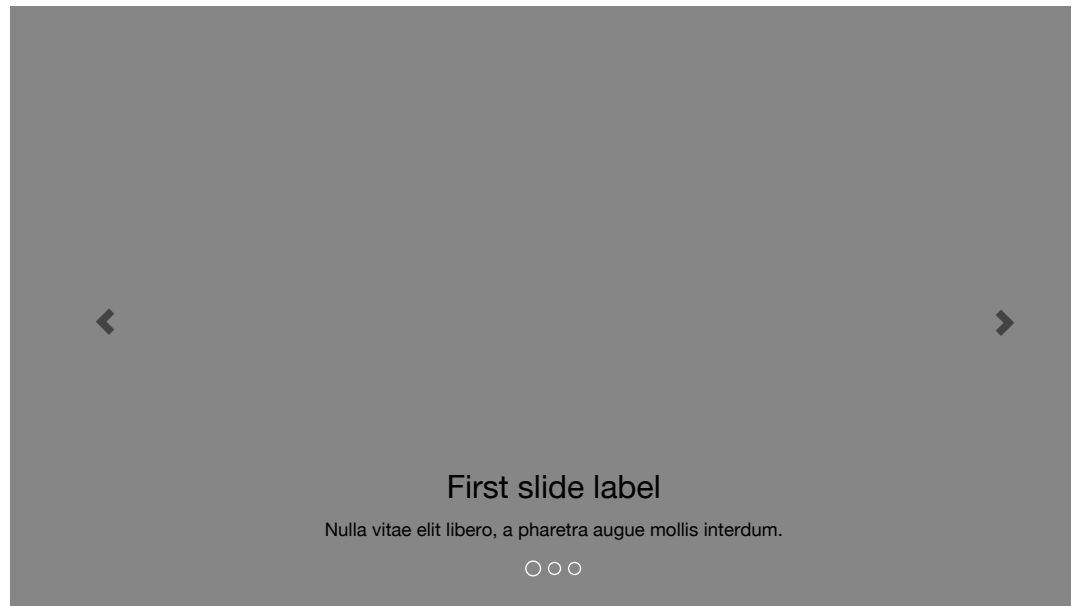 First slide label
Nulla vitae elit libero, a pharetra augue mollis interdum.